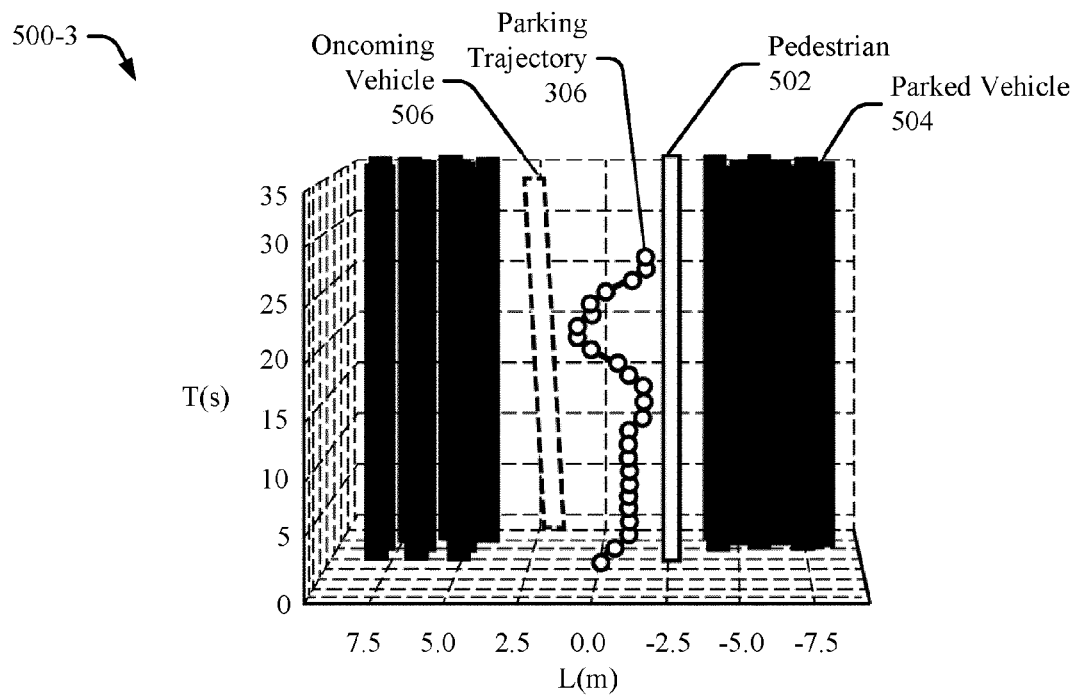 500-3
Oncoming
Vehicle
506
Parking
Trajectory
306
Pedestrian
502
Parked Vehicle
504
35
30
25
20
T(s)
15
10
5
0
7.5 5.0 2.5 0.0 -2.5 -5.0 -7.5
L(m)